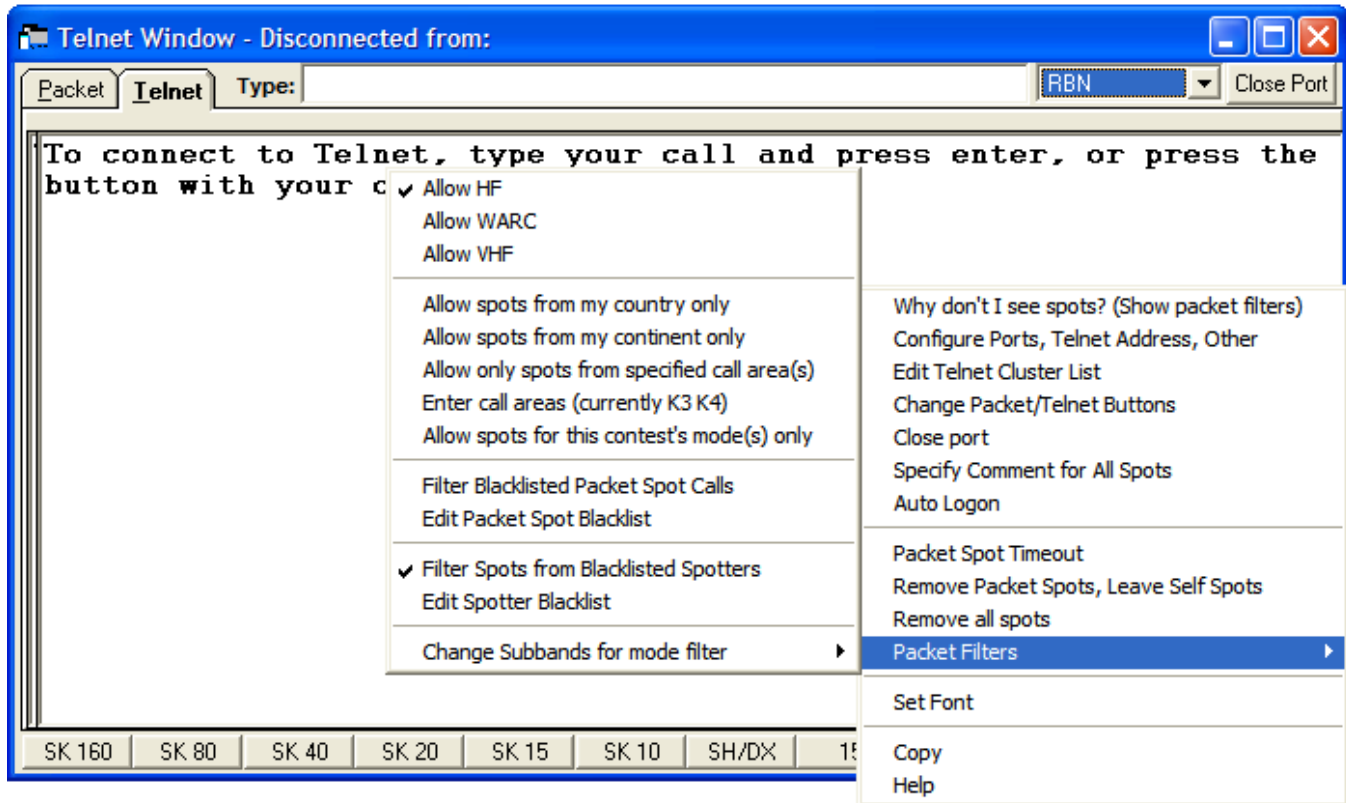 Telnet Window - Disconnected from:
Packet Telnet Type: RBN Close Port
To connect to Telnet, type your call and press enter, or press the
button with your c
Allow HF
Allow WARC
Allow VHF
Allow spots from my country only
Allow spots from my continent only
Allow only spots from specified call area(s)
Enter call areas (currently K3 K4)
Allow spots for this contest's mode(s) only
Filter Blacklisted Packet Spot Calls
Edit Packet Spot Blacklist
Filter Spots from Blacklisted Spotters
Edit Spotter Blacklist
Change Subbands for mode filter
Why don't I see spots? (Show packet filters)
Configure Ports, Telnet Address, Other
Edit Telnet Cluster List
Change Packet/Telnet Buttons
Close port
Specify Comment for All Spots
Auto Logon
Packet Spot Timeout
Remove Packet Spots, Leave Self Spots
Remove all spots
Packet Filters
Set Font
Copy
Help
SK 160 SK 80 SK 40 SK 20 SK 15 SK 10 SH/DX